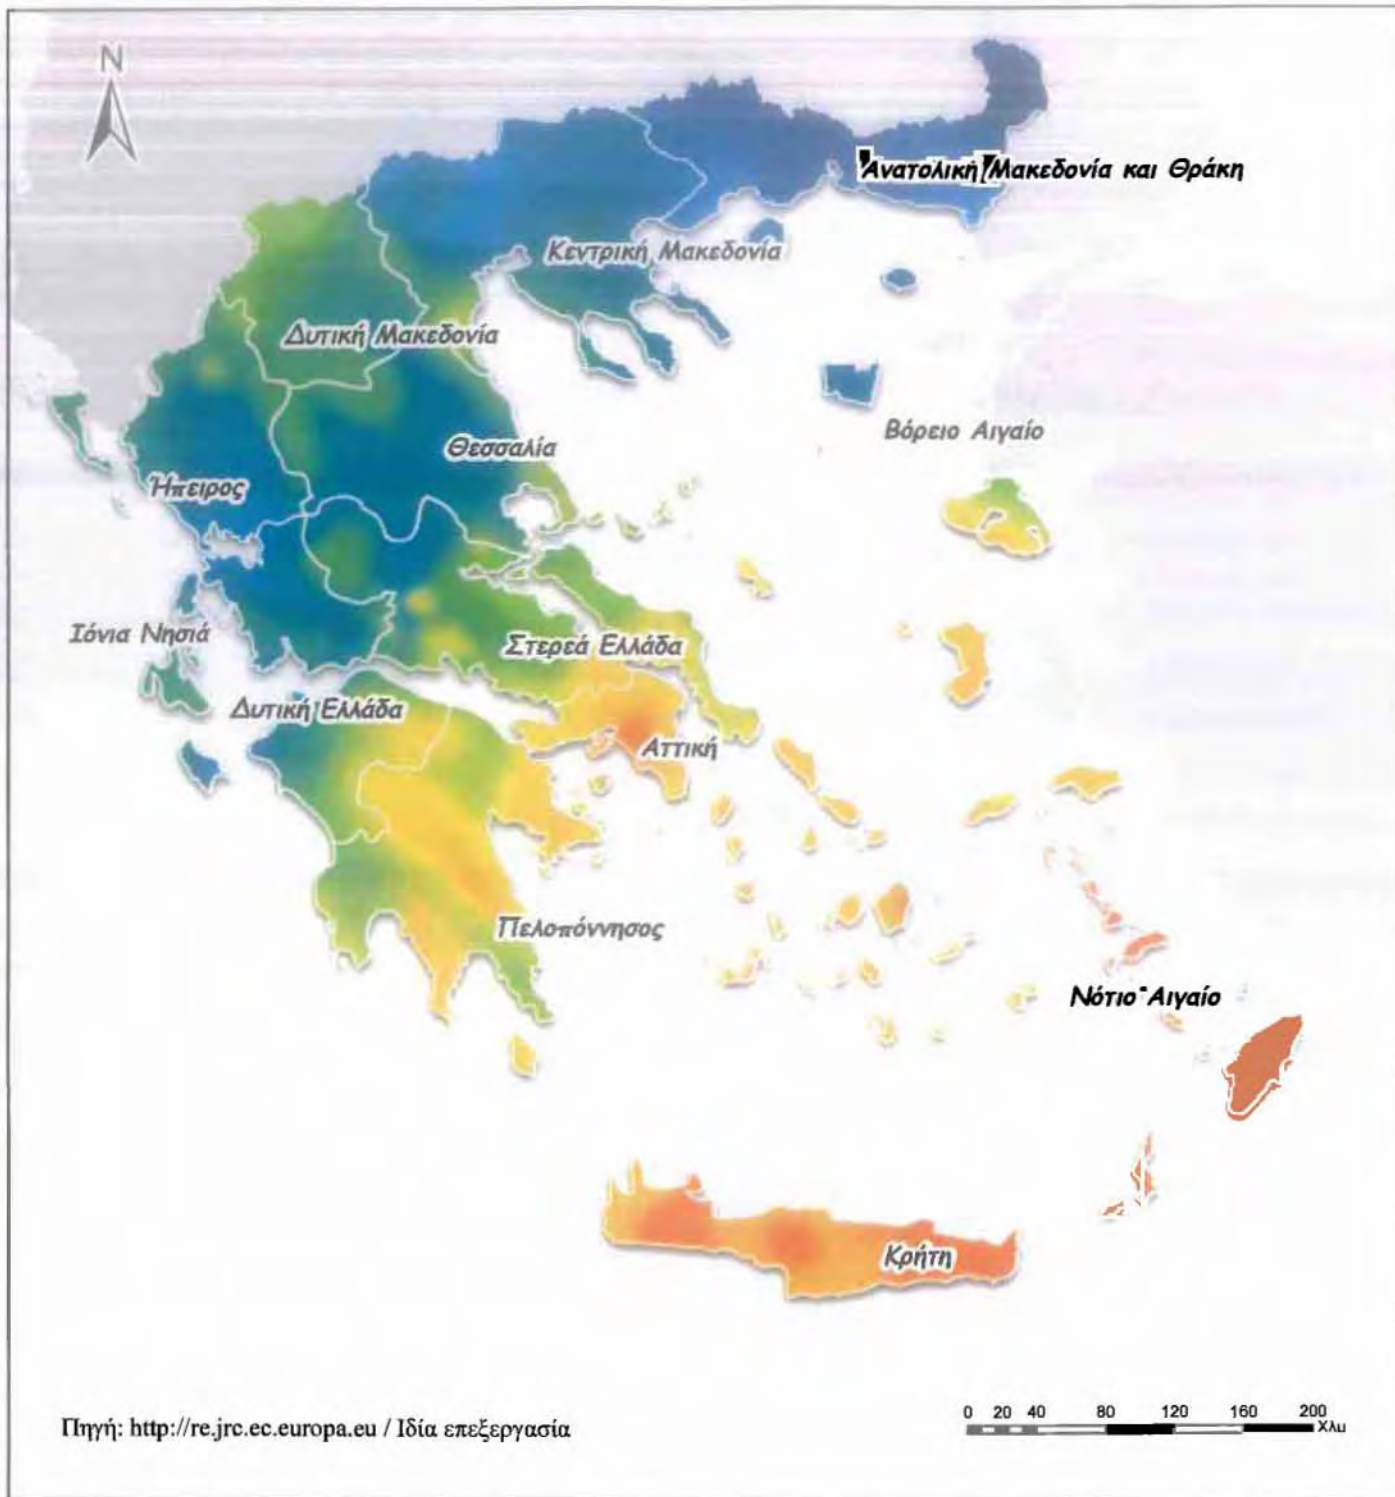 N
Ανατολική Μακεδονία και Θράκη
Κεντρική Μακεδονία
Δυτική Μακεδονία
Βόρειο Αιγαίο
Θεσσαλία
Ήπειρος
Ιόνια Νησιά
Στερεά Ελλάδα
Δυτική Ελλάδα
Αττική
Πελοπόννησος
Νότιο Αιγαίο
Κρήτη
Πηγή: http://re.jrc.ec.europa.eu / Ιδία επεξεργασία
0 20 40 80 120 160 200
Χλμ